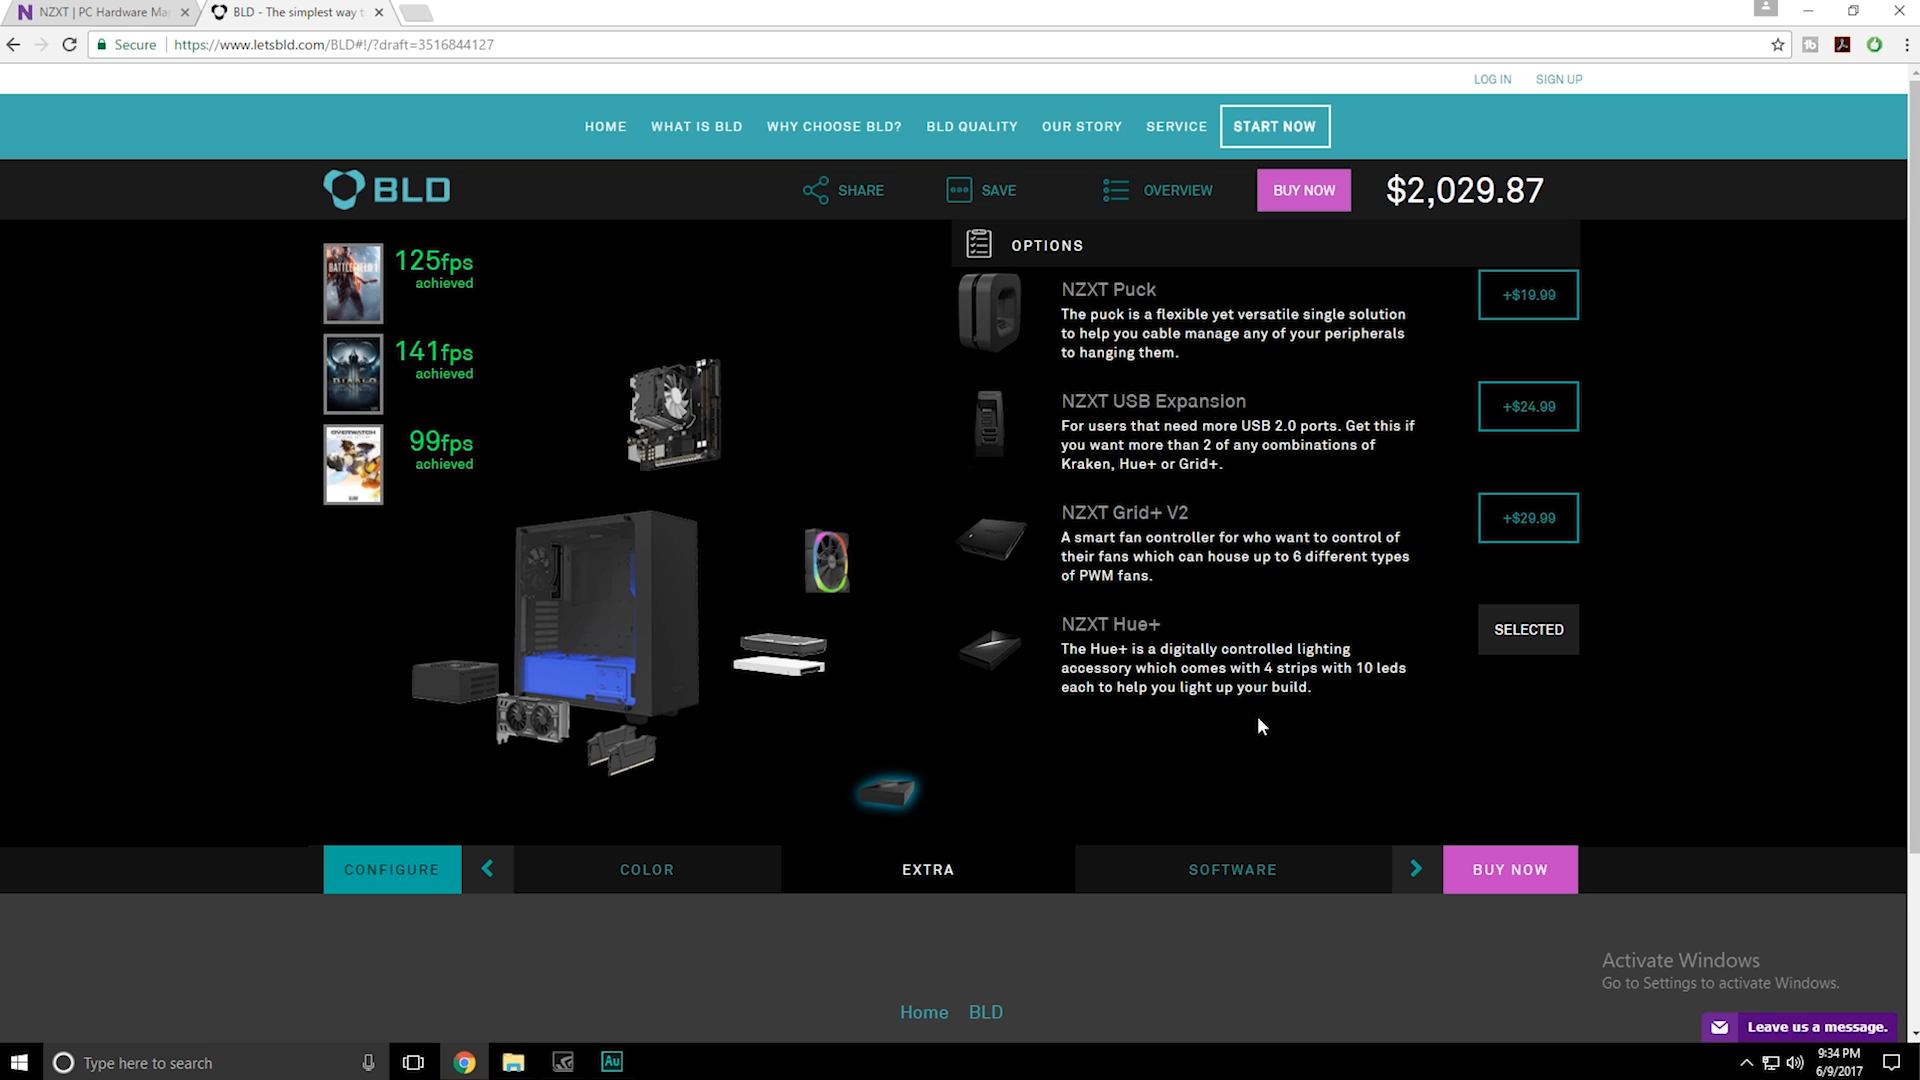 NZXT | PC Hardware Ma
BLD - The simplest way t
Secure
https://www.letsbld.com/BLD#!/?draft=3516844127
LOG IN
SIGN UP
HOME
WHAT IS BLD
WHY CHOOSE BLD?
BLD QUALITY
OUR STORY
SERVICE
START NOW
BLD
SHARE
SAVE
OVERVIEW
BUY NOW
$2,029.87
BATTLEFIELD 1
125fps
achieved
DIABLO
141fps
achieved
OVERWATCH
99fps
achieved
OPTIONS
NZXT Puck
The puck is a flexible yet versatile single solution
to help you cable manage any of your peripherals
to hanging them.
+$19.99
NZXT USB Expansion
For users that need more USB 2.0 ports. Get this if
you want more than 2 of any combinations of
Kraken, Hue+ or Grid+.
+$24.99
NZXT Grid+ V2
A smart fan controller for who want to control of
their fans which can house up to 6 different types
of PWM fans.
+$29.99
NZXT Hue+
The Hue+ is a digitally controlled lighting
accessory which comes with 4 strips with 10 leds
each to help you light up your build.
SELECTED
CONFIGURE
COLOR
EXTRA
SOFTWARE
BUY NOW
Activate Windows
Go to Settings to activate Windows.
Home
BLD
Leave us a message.
Type here to search
Au
9:34 PM
6/9/2017